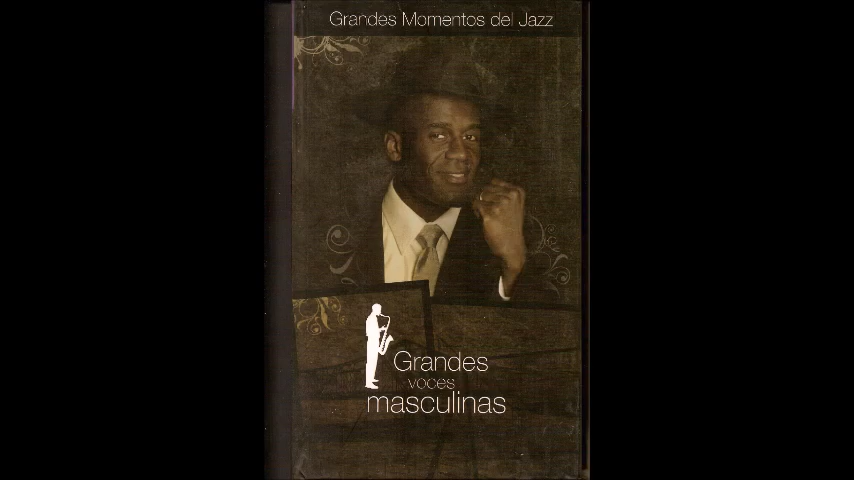 Grandes Momentos del Jazz
Grandes
voces
masculinas